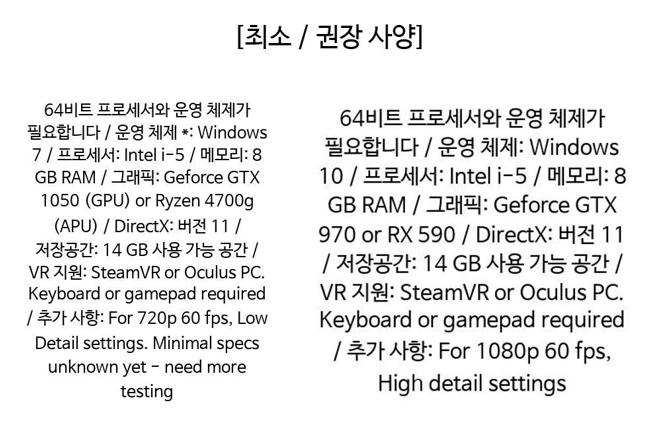 [최소 / 권장 사양]
64비트 프로세서와 운영 체제가
필요합니다 / 운영 체제 *: Windows
7 / 프로세서: Intel i-5 / 메모리: 8
GB RAM / 그래픽: Geforce GTX
1050 (GPU) or Ryzen 4700g
(APU) / DirectX: 버전 11 /
저장공간: 14 GB 사용 가능 공간 /
VR 지원: SteamVR or Oculus PC.
Keyboard or gamepad required
/ 추가 사항: For 720p 60 fps, Low
Detail settings. Minimal specs
unknown yet - need more
testing
64비트 프로세서와 운영 체제가
필요합니다 / 운영 체제: Windows
10 / 프로세서: Intel i-5 / 메모리: 8
GB RAM / 그래픽: Geforce GTX
970 or RX 590 / DirectX: 버전 11
/ 저장공간: 14 GB 사용 가능 공간 /
VR 지원: SteamVR or Oculus PC.
Keyboard or gamepad required
/ 추가 사항: For 1080p 60 fps,
High detail settings